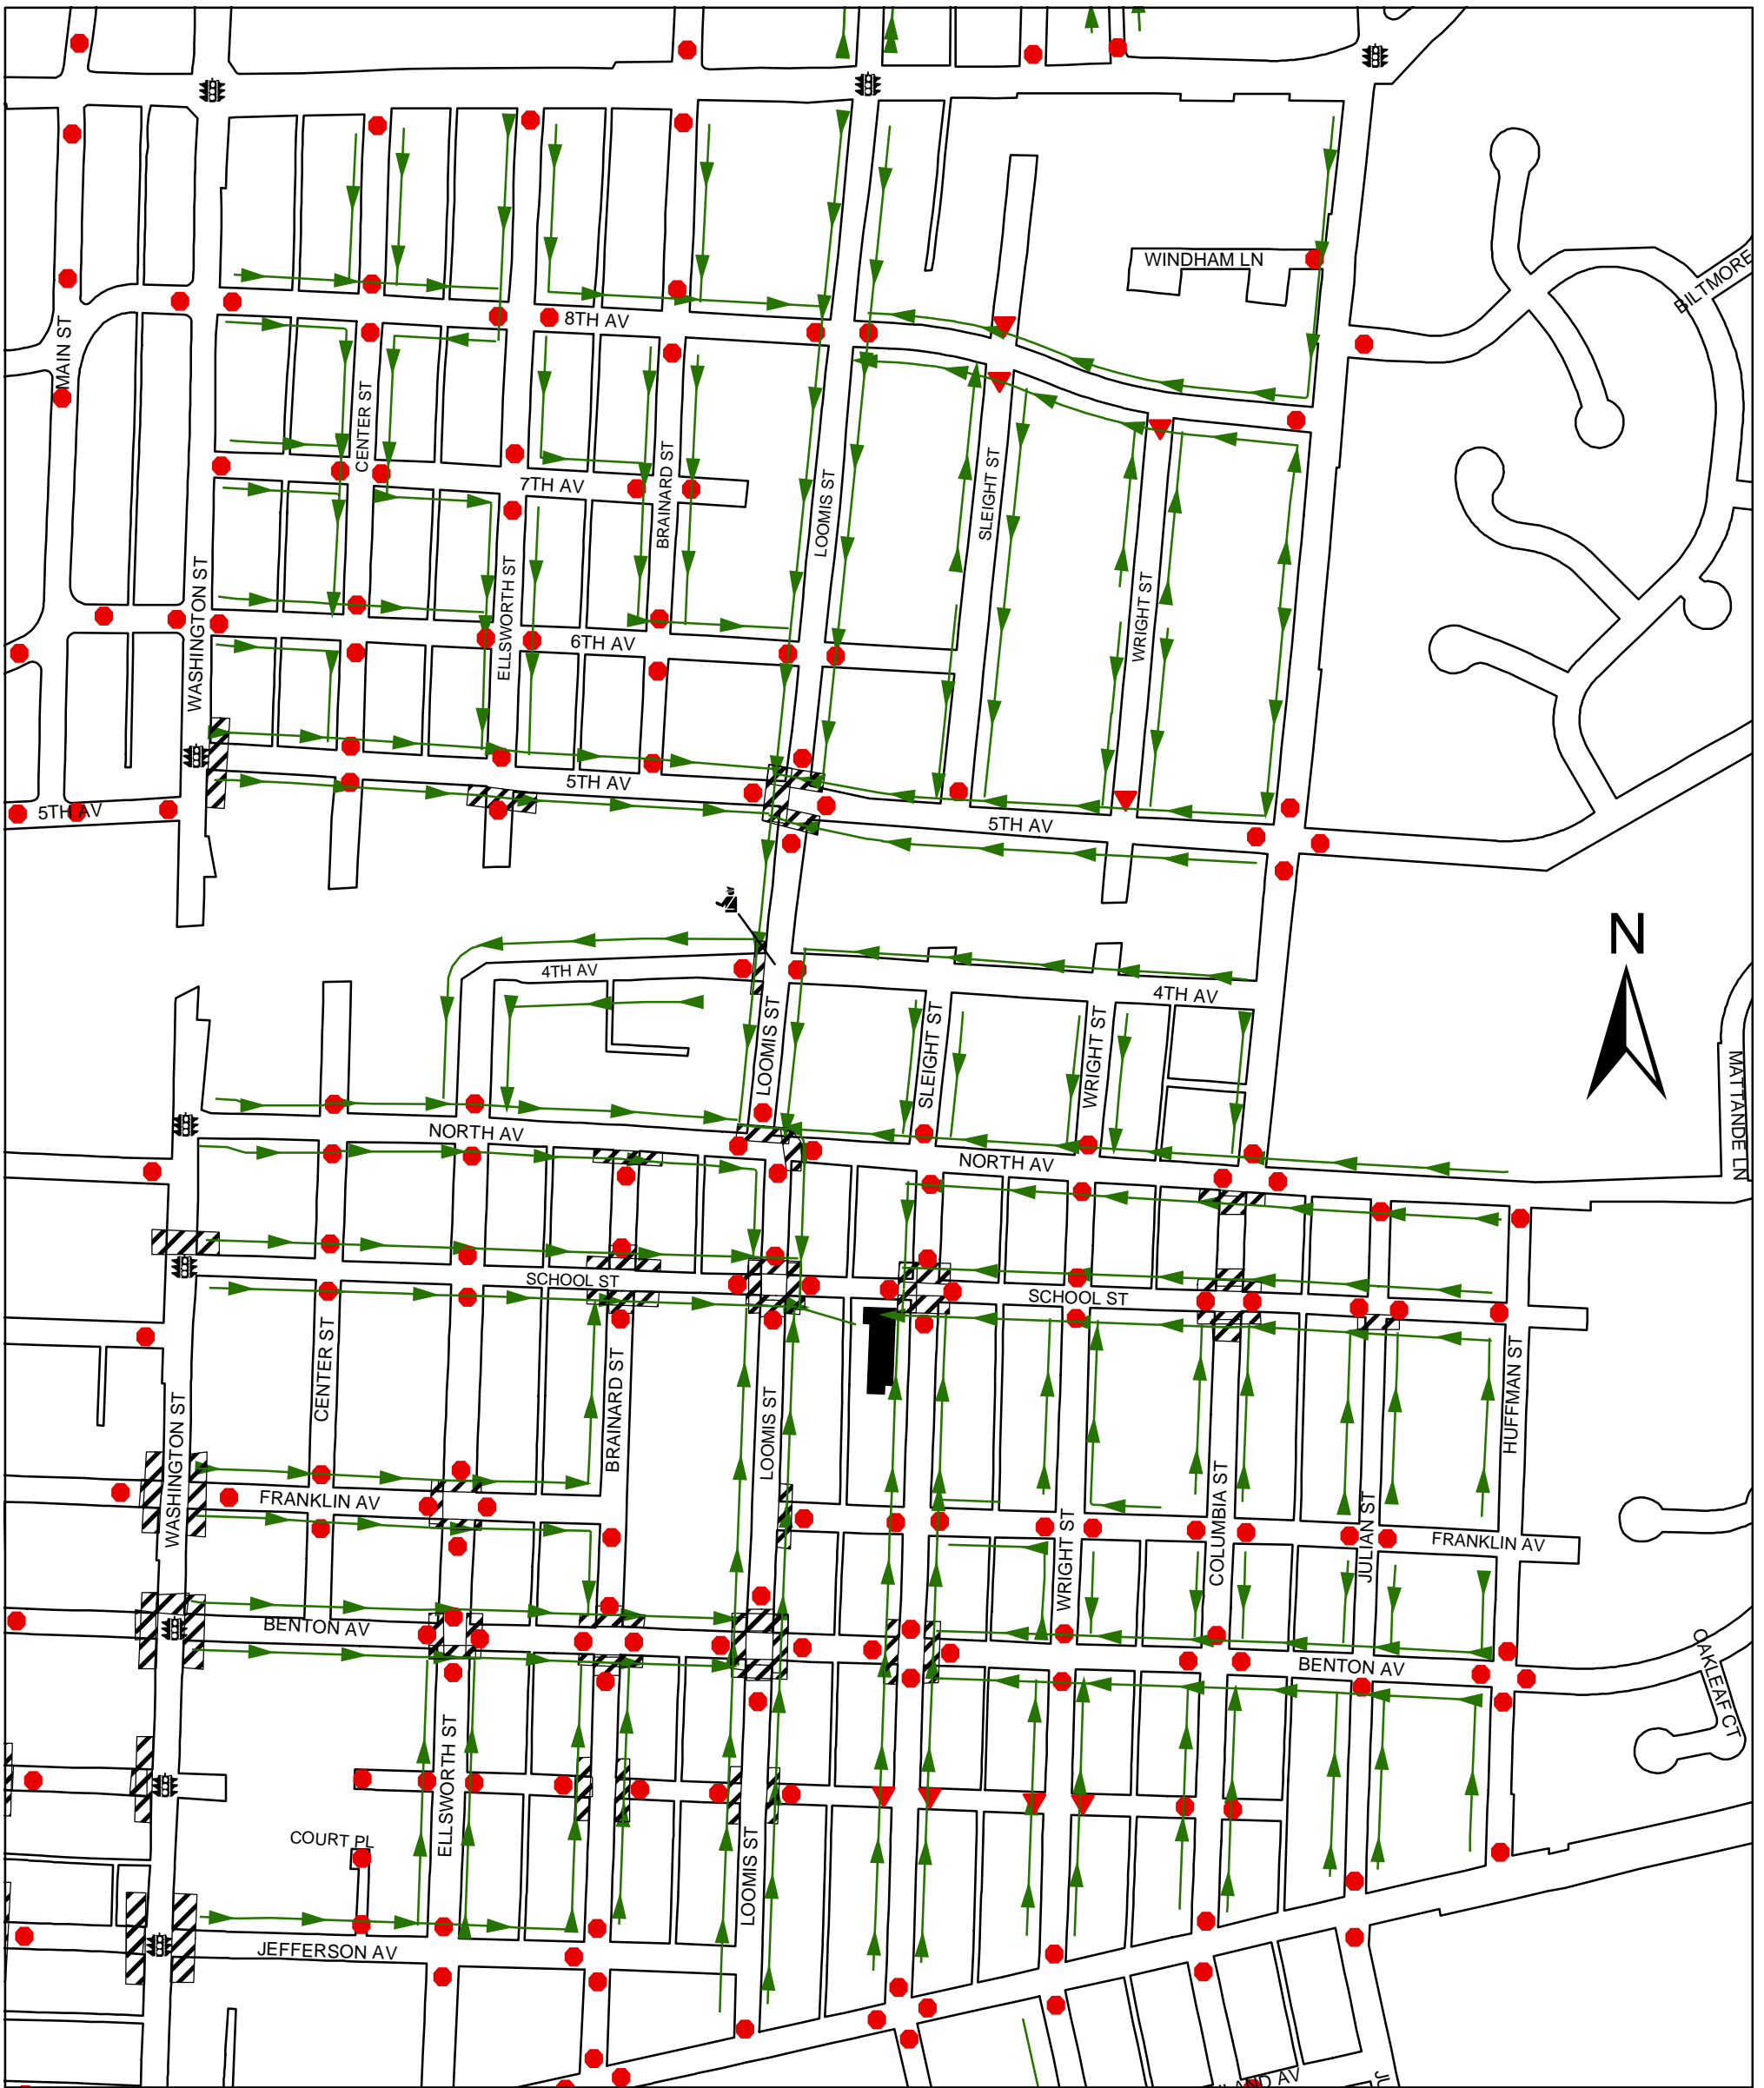 WINDHAM LN
BILTMORE
8TH AV
MAIN ST
CENTER ST
BRAINARD ST
7TH AV
LOOMIS ST
SLEIGHT ST
WASHINGTON ST
ELLSWORTH ST
6TH AV
WRIGHT ST
5TH AV
5TH AV
5TH AV
N
4TH AV
4TH AV
LOOMIS ST
SLEIGHT ST
WRIGHT ST
MATTANDE LN
NORTH AV
NORTH AV
SCHOOL ST
SCHOOL ST
CENTER ST
BRAINARD ST
LOOMIS ST
HUFFMAN ST
WASHINGTON ST
FRANKLIN AV
WRIGHT ST
COLUMBIA ST
JULIAN ST
FRANKLIN AV
BENTON AV
BENTON AV
OAKLEAF CT
ELLSWORTH ST
COURT PL
LOOMIS ST
JEFFERSON AV
AV